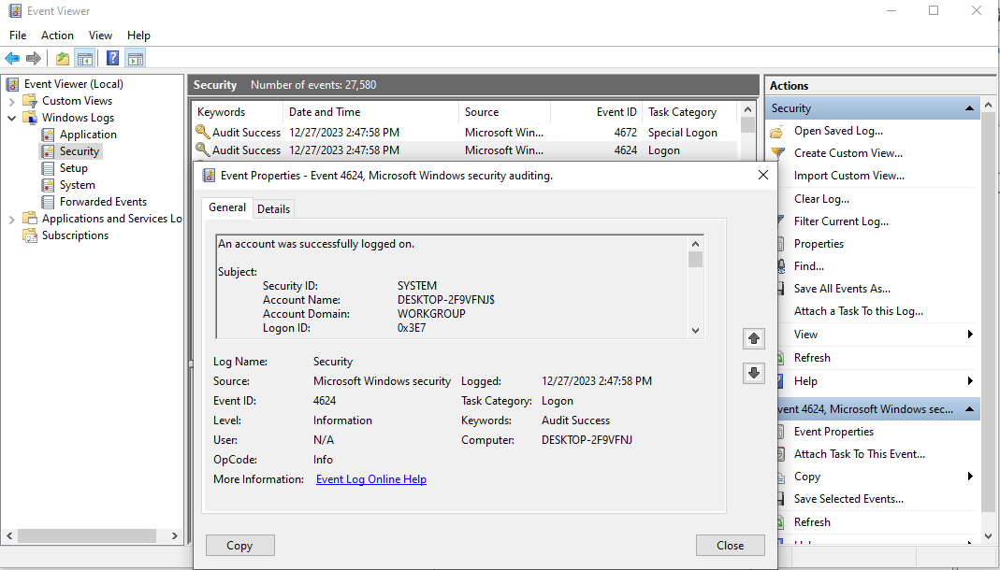 Event Viewer
File Action View Help
Event Viewer (Local)
Custom Views
Windows Logs
Application
Security
Setup
System
Forwarded Events
Applications and Services Lo
Subscriptions
Security Number of events: 27,580
Keywords Date and Time Source Event ID Task Category
Audit Success 12/27/2023 2:47:58 PM Microsoft Win... 4672 Special Logon
Audit Success 12/27/2023 2:47:58 PM Microsoft Win... 4624 Logon
Event Properties - Event 4624, Microsoft Windows security auditing.
General Details
An account was successfully logged on.
Subject:
Security ID: SYSTEM
Account Name: DESKTOP-2F9VFNJ$
Account Domain: WORKGROUP
Logon ID: 0x3E7
Log Name: Security
Source: Microsoft Windows security Logged: 12/27/2023 2:47:58 PM
Event ID: 4624 Task Category: Logon
Level: Information Keywords: Audit Success
User: N/A Computer: DESKTOP-2F9VFNJ
OpCode: Info
More Information: Event Log Online Help
Copy Close
Actions
Security
Open Saved Log...
Create Custom View...
Import Custom View...
Clear Log...
Filter Current Log...
Properties
Find...
Save All Events As...
Attach a Task To this Log...
View
Refresh
Help
vent 4624, Microsoft Windows sec...
Event Properties
Attach Task To This Event...
Copy
Save Selected Events...
Refresh